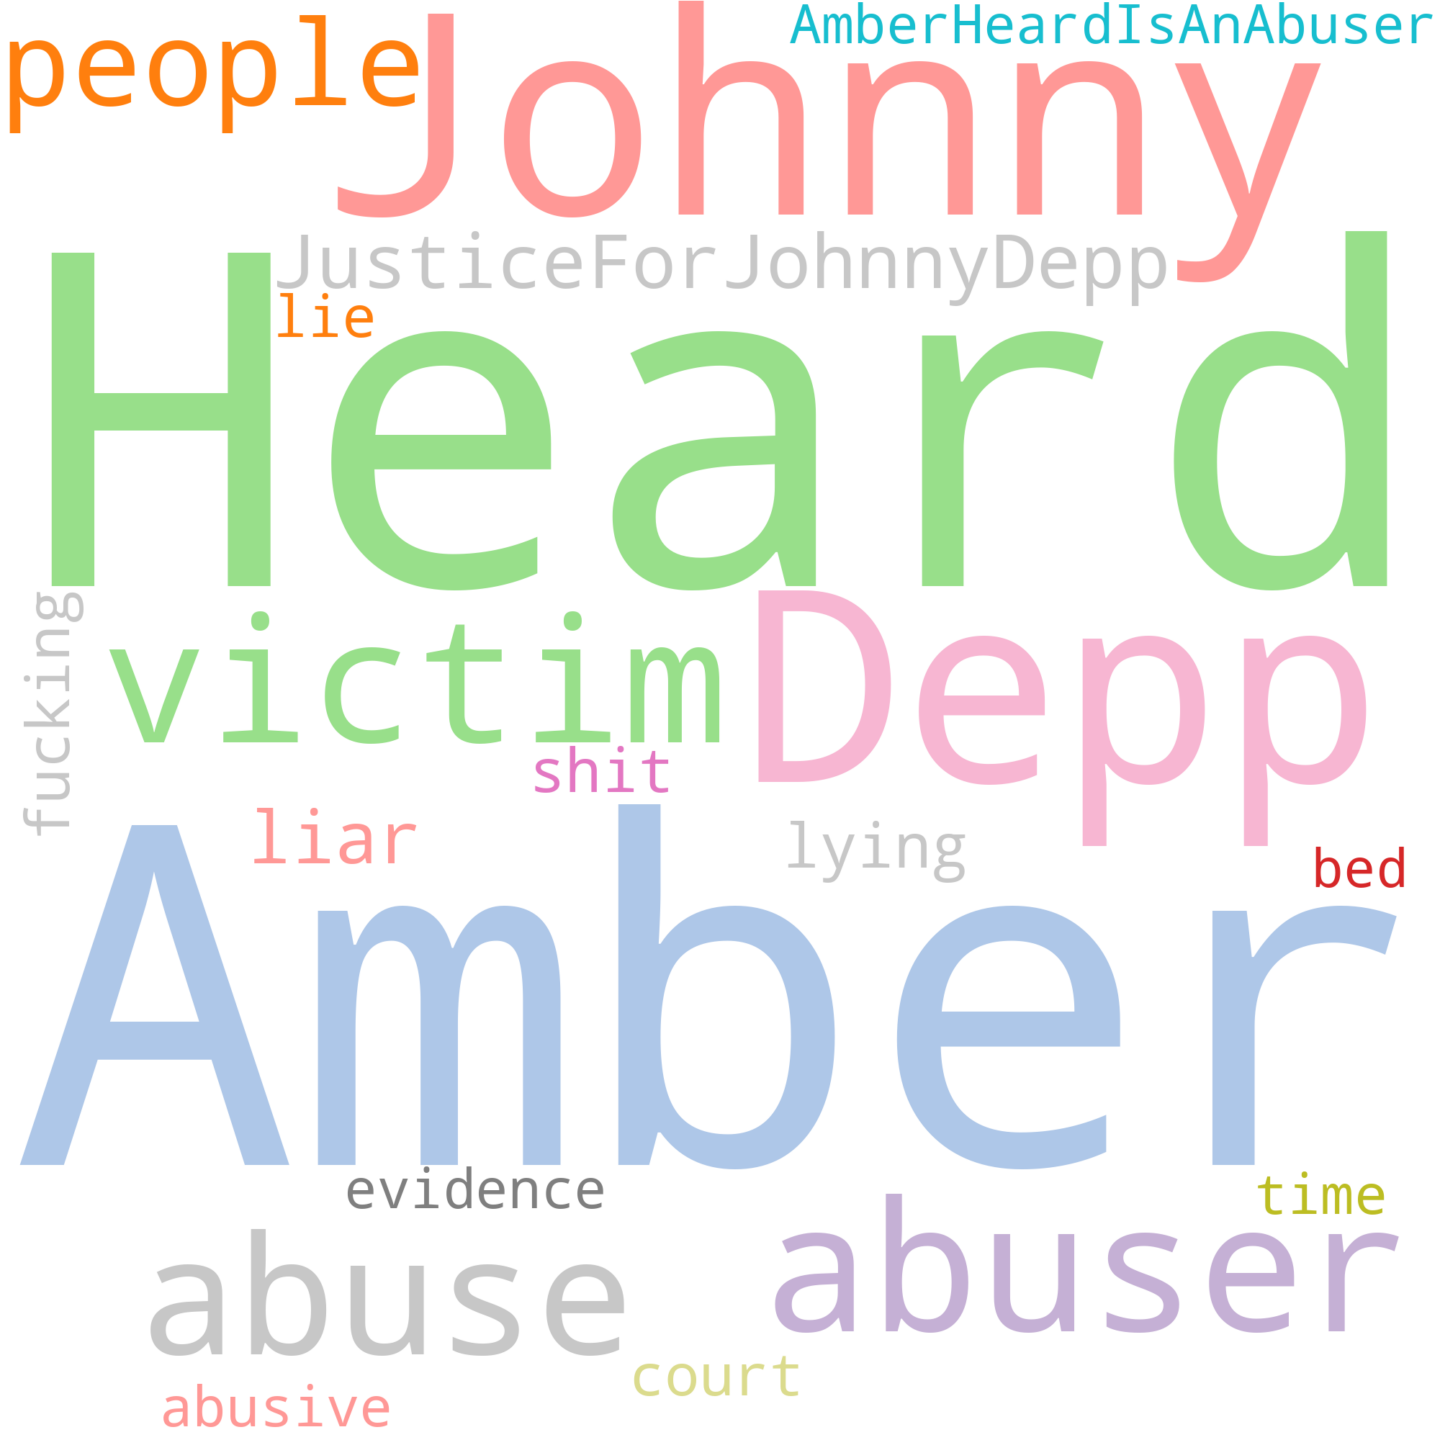 people
Johnny
AmberHeardIsAnAbuser
JusticeForJohnnyDepp
lie
Heard
fucking
victim
Depp
shit
liar
lying
bed
Amber
evidence
time
abuse
abuser
court
abusive